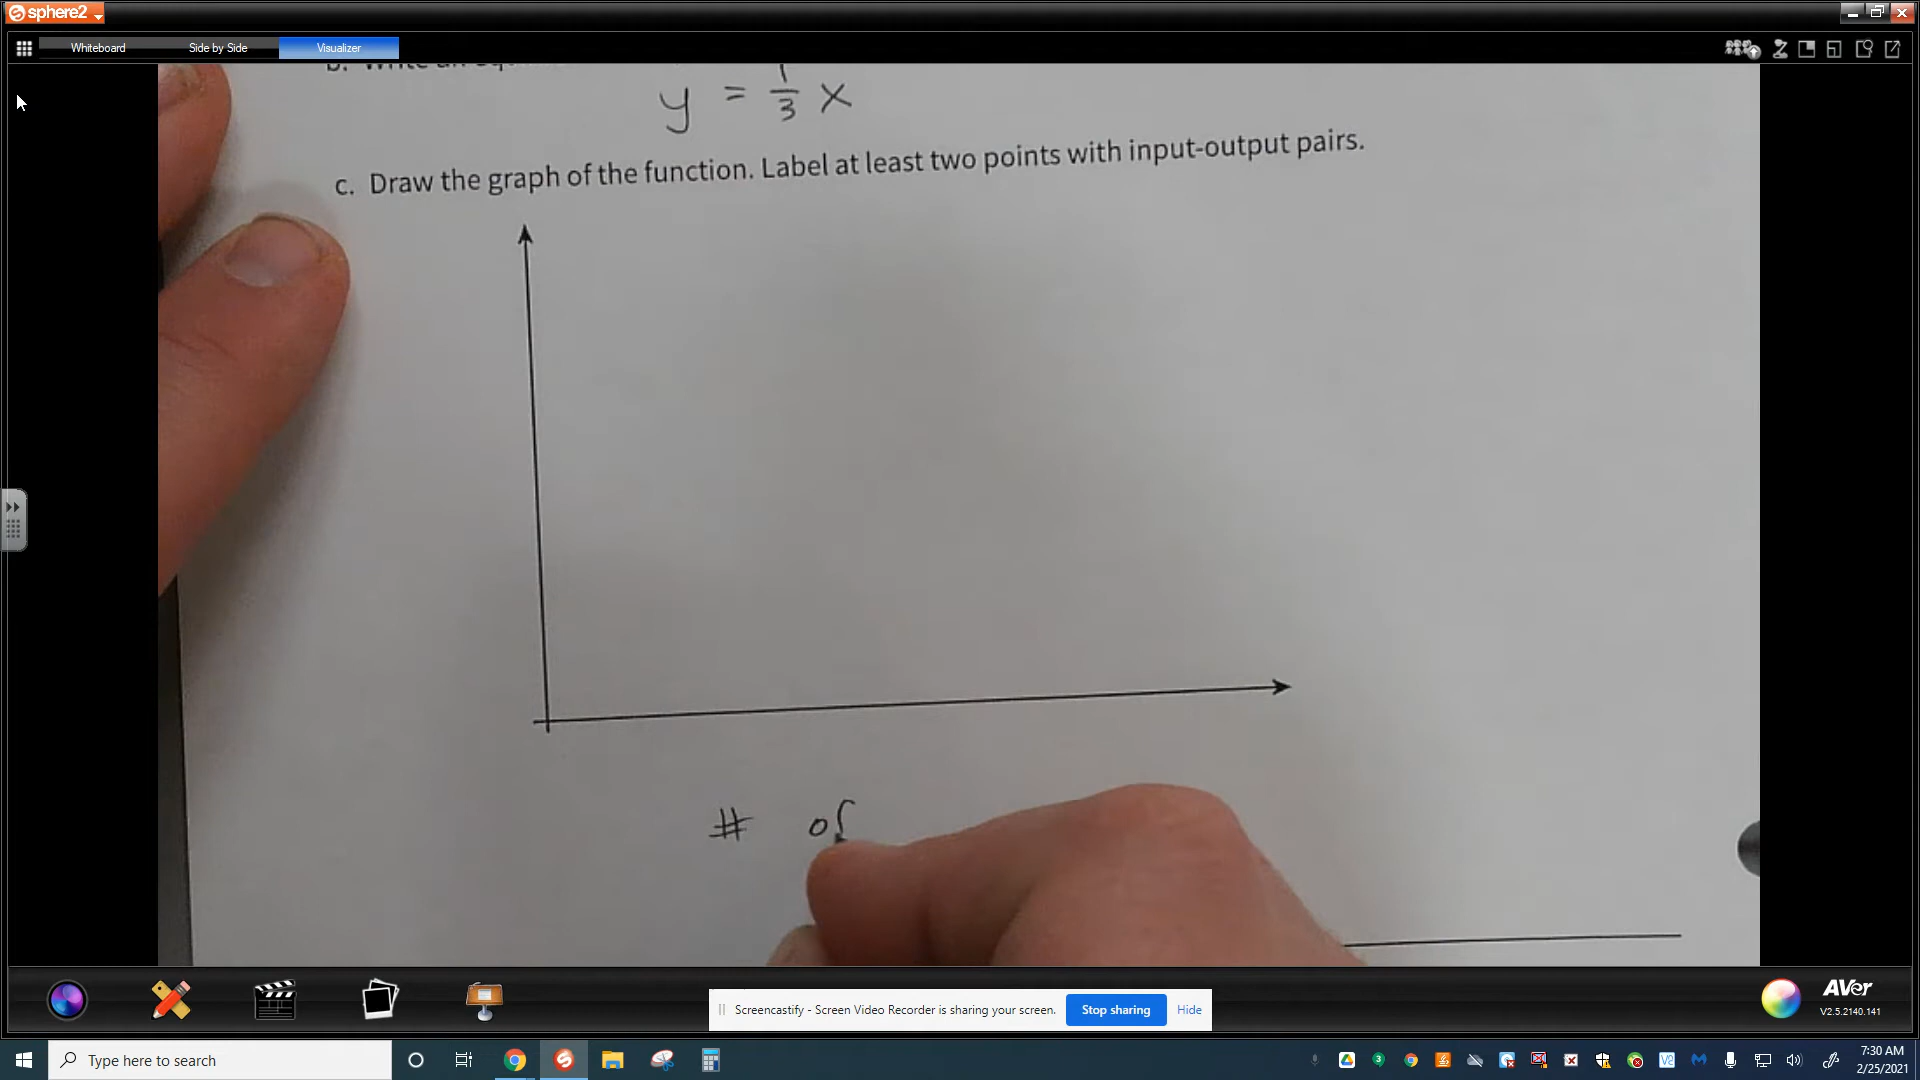 sphere2
Whiteboard Side by Side Visualizer
b. Write an
y = 1/3 x
c. Draw the graph of the function. Label at least two points with input-output pairs.
# of
Screencastify - Screen Video Recorder is sharing your screen. Stop sharing Hide
AVer
V2.5.2140.141
Type here to search
7:30 AM
2/25/2021